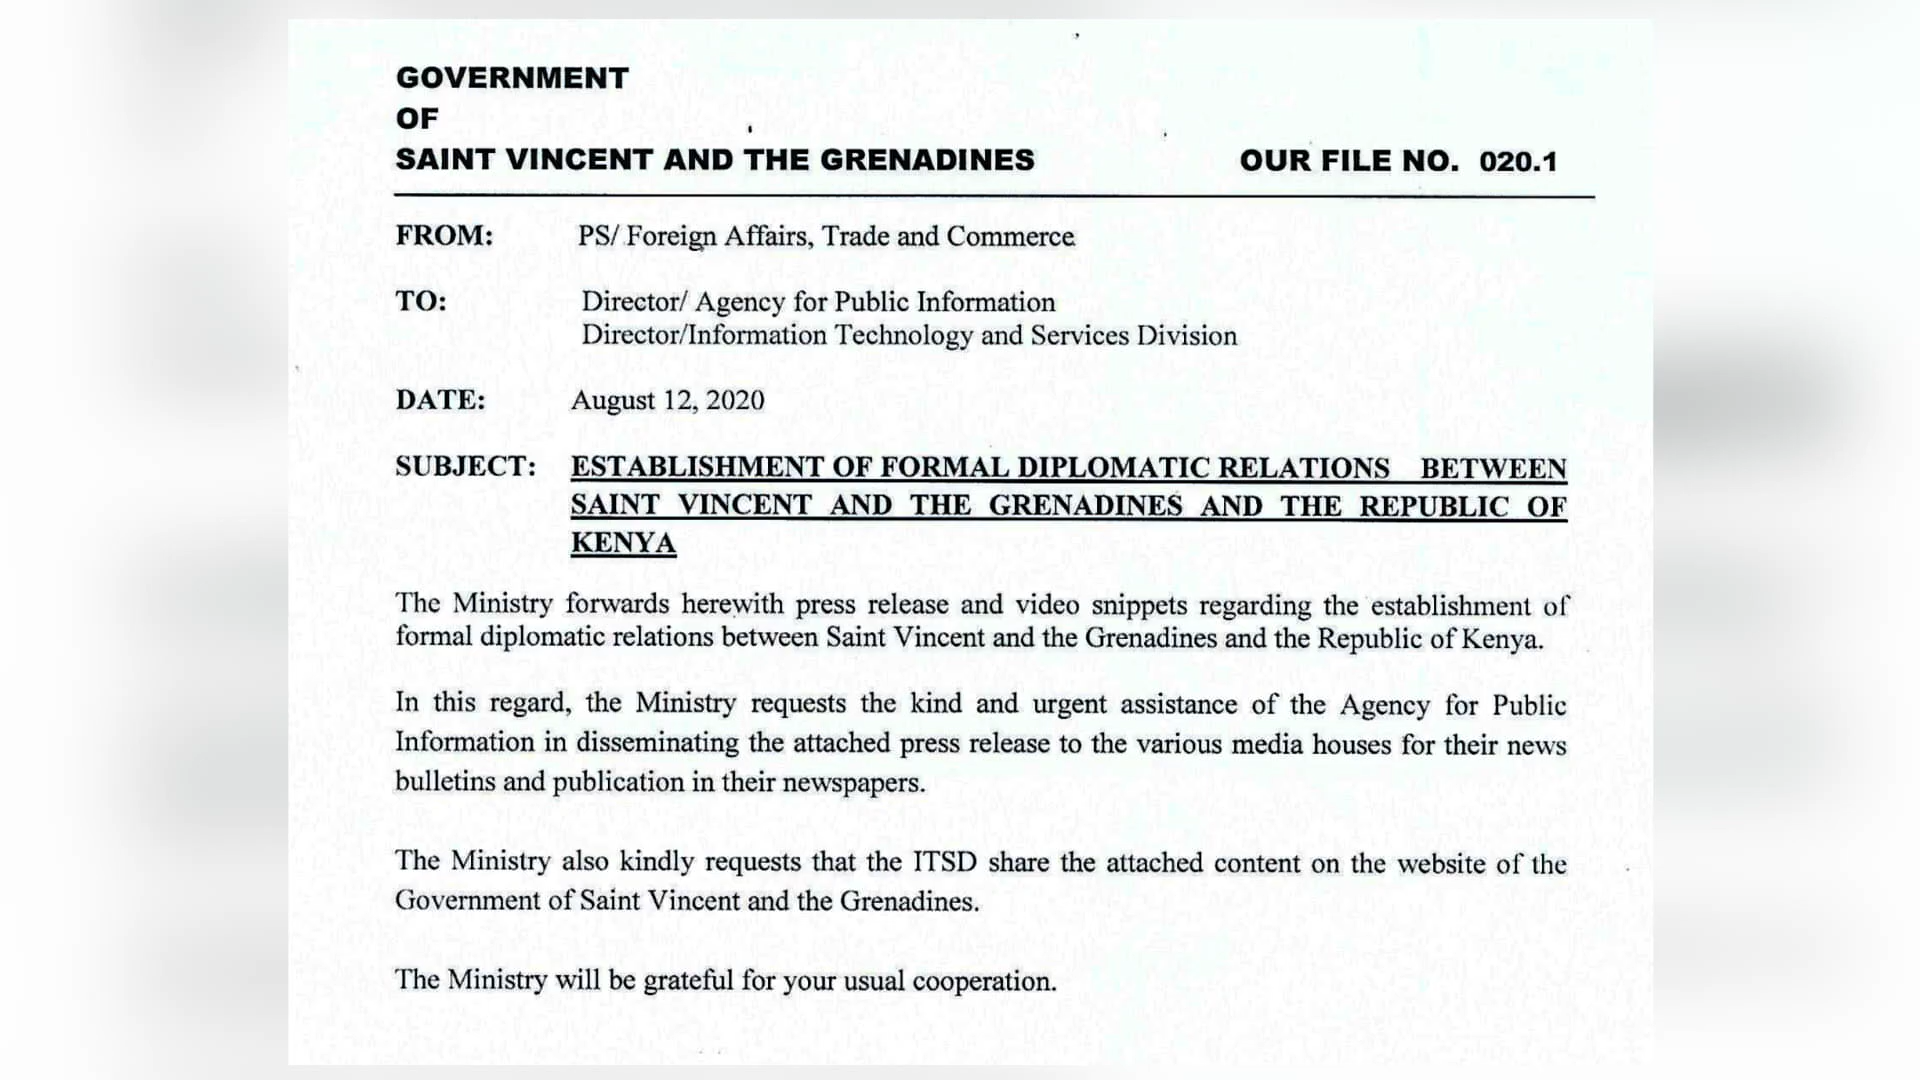 GOVERNMENT
OF
SAINT VINCENT AND THE GRENADINES OUR FILE NO. 020.1
FROM: PS/ Foreign Affairs, Trade and Commerce
TO: Director/ Agency for Public Information
Director/Information Technology and Services Division
DATE: August 12, 2020
SUBJECT: ESTABLISHMENT OF FORMAL DIPLOMATIC RELATIONS BETWEEN
SAINT VINCENT AND THE GRENADINES AND THE REPUBLIC OF
KENYA
The Ministry forwards herewith press release and video snippets regarding the establishment of
formal diplomatic relations between Saint Vincent and the Grenadines and the Republic of Kenya.
In this regard, the Ministry requests the kind and urgent assistance of the Agency for Public
Information in disseminating the attached press release to the various media houses for their news
bulletins and publication in their newspapers.
The Ministry also kindly requests that the ITSD share the attached content on the website of the
Government of Saint Vincent and the Grenadines.
The Ministry will be grateful for your usual cooperation.